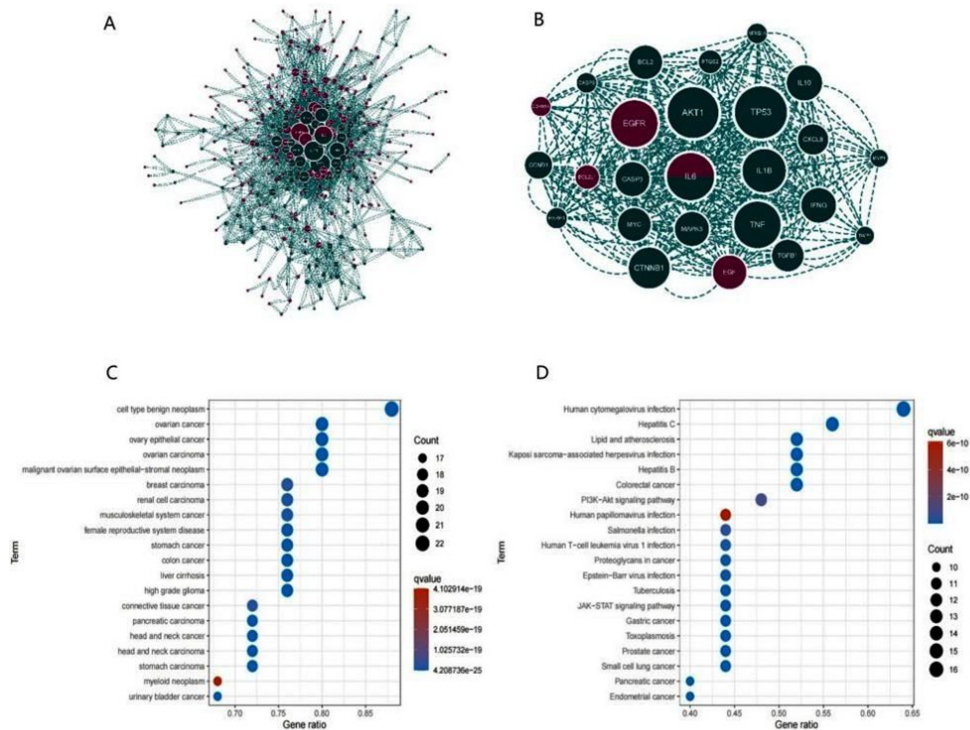 A
B
BCL2
PTGS2
IL10
AKT1
TP53
EGFR
CXCL8
CCND1
CASP3
IL6
IL1B
IFNG
MYC
MAPK3
TNF
TGFB1
CTNNB1
EGF
C
cell type benign neoplasm
ovarian cancer
ovary epithelial cancer
ovarian carcinoma
malignant ovarian surface epithelial-stromal neoplasm
breast carcinoma
renal cell carcinoma
musculoskeletal system cancer
female reproductive system disease
stomach cancer
colon cancer
liver cirrhosis
high grade glioma
connective tissue cancer
pancreatic carcinoma
head and neck cancer
head and neck carcinoma
stomach carcinoma
myeloid neoplasm
urinary bladder cancer
Term
0.70 0.75 0.80 0.85
Gene ratio
Count
17
18
19
20
21
22
qvalue
4.102914e-19
3.077187e-19
2.051459e-19
1.025732e-19
4.208736e-25
D
Human cytomegalovirus infection
Hepatitis C
Lipid and atherosclerosis
Kaposi sarcoma-associated herpesvirus infection
Hepatitis B
Colorectal cancer
PI3K-Akt signaling pathway
Human papillomavirus infection
Salmonella infection
Human T-cell leukemia virus 1 infection
Proteoglycans in cancer
Epstein-Barr virus infection
Tuberculosis
JAK-STAT signaling pathway
Gastric cancer
Toxoplasmosis
Prostate cancer
Small cell lung cancer
Pancreatic cancer
Endometrial cancer
Term
0.40 0.45 0.50 0.55 0.60 0.65
Gene ratio
qvalue
6e-10
4e-10
2e-10
Count
10
11
12
13
14
15
16